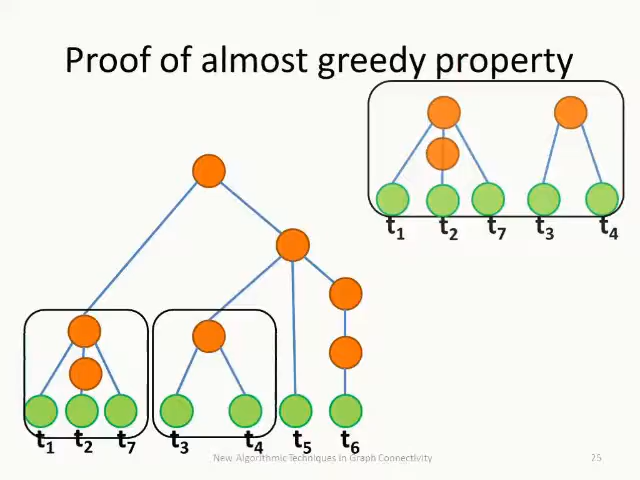 Proof of almost greedy property
t1 t2 t7 t3 t4
t1 t2 t7 t3 t4 t5 t6
New Algorithmic Techniques in Graph Connectivity
25